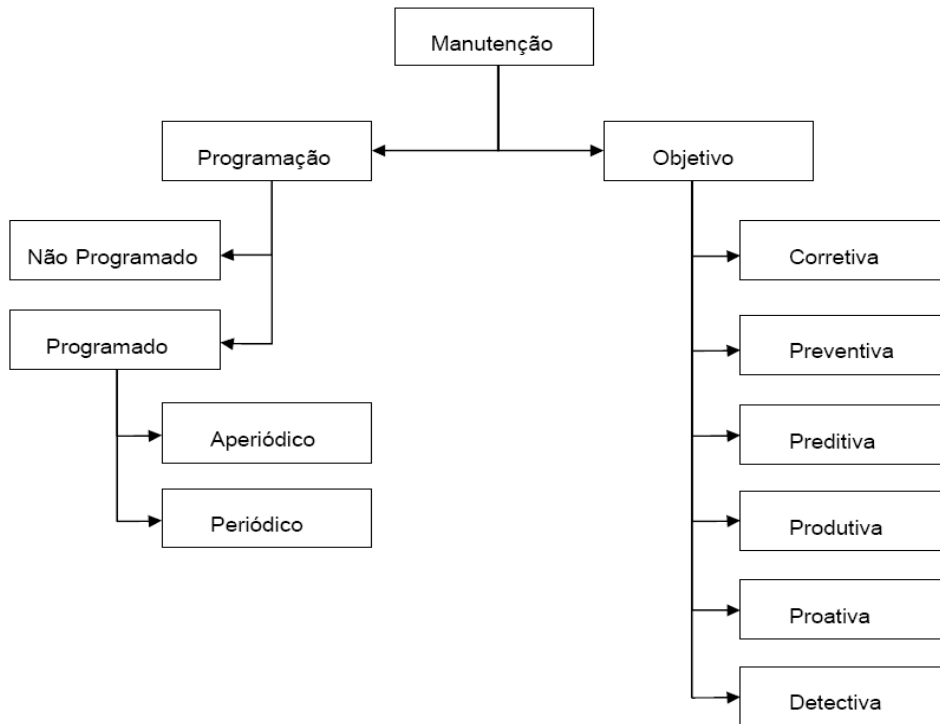 Manutenção
Programação
Objetivo
Não Programado
Corretiva
Programado
Preventiva
Aperiódico
Preditiva
Periódico
Produtiva
Proativa
Detectiva